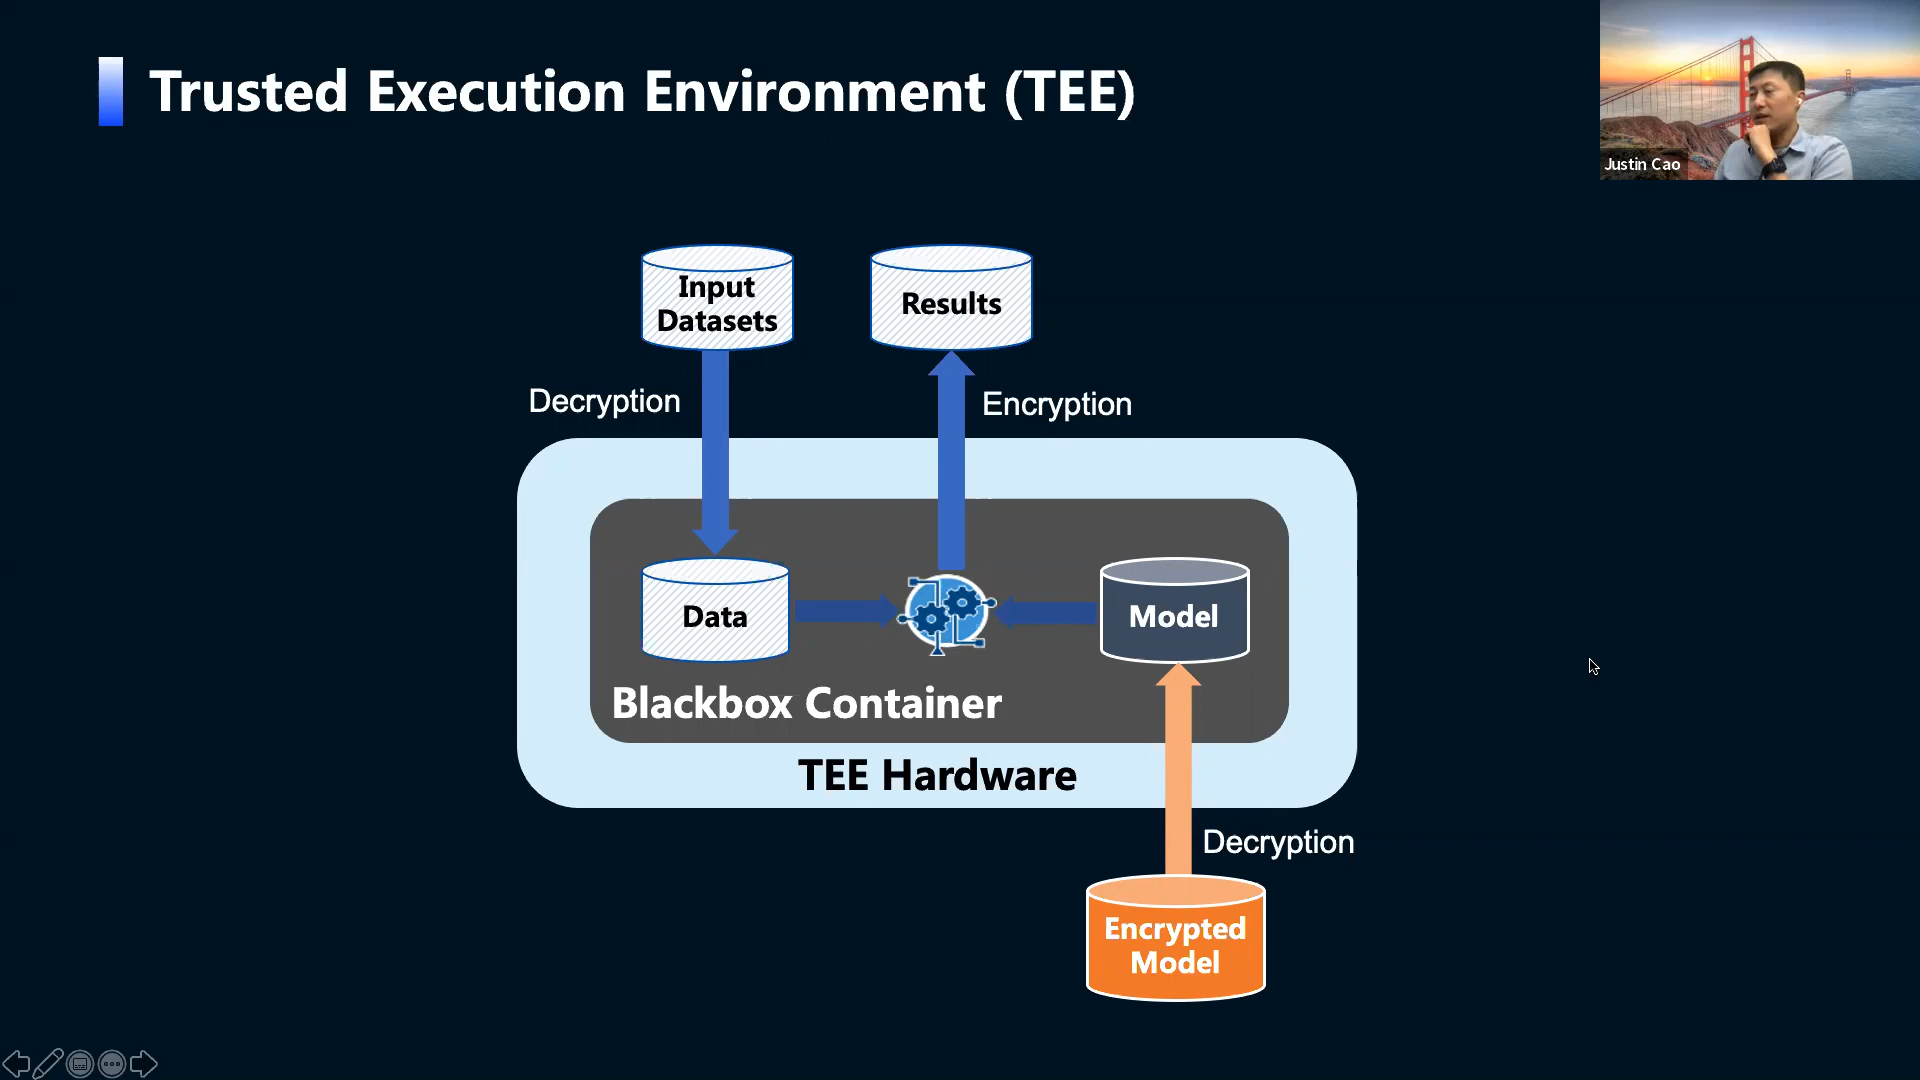 Trusted Execution Environment (TEE)
Justin Cao
Input
Datasets
Results
Decryption
Encryption
Data
Model
Blackbox Container
TEE Hardware
Decryption
Encrypted
Model